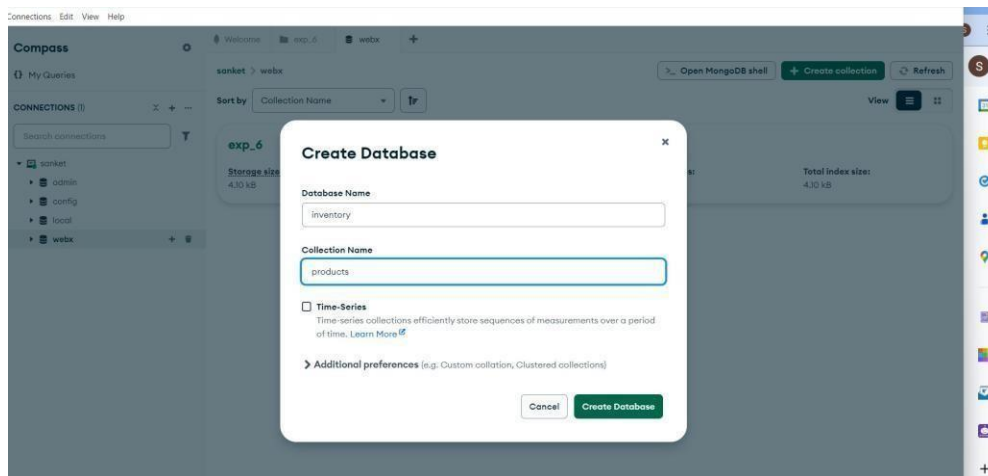 Connections Edit View Help
Compass
Welcome exp_6 webx +
{} My Queries
sanket > webx
>_ Open MongoDB shell + Create collection Refresh
CONNECTIONS (1)
Sort by Collection Name
View
Search connections
sanket
admin
config
local
webx
exp_6
Storage size
4.10 kB
Total index size:
4.10 kB
Create Database
Database Name
inventory
Collection Name
products
Time-Series
Time-series collections efficiently store sequences of measurements over a period
of time. Learn More
Additional preferences (e.g. Custom collation, Clustered collections)
Cancel Create Database
S